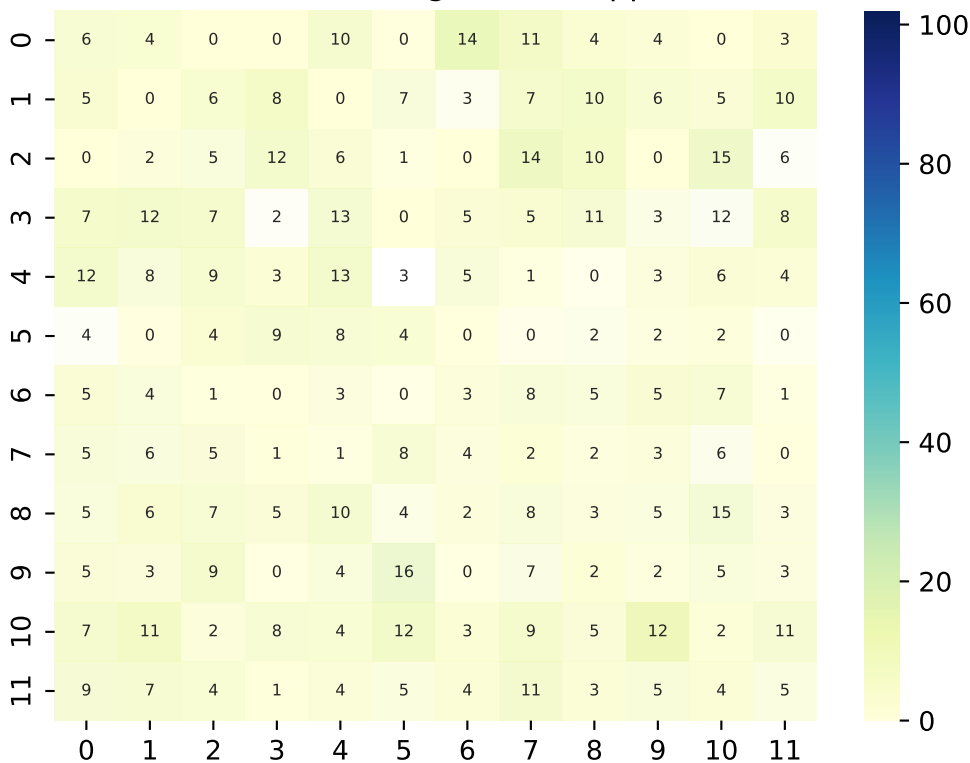 0 6 4 0 0 10 0 14 11 4 4 0 3
1 5 0 6 8 0 7 3 7 10 6 5 10
2 0 2 5 12 6 1 0 14 10 0 15 6
3 7 12 7 2 13 0 5 5 11 3 12 8
4 12 8 9 3 13 3 5 1 0 3 6 4
5 4 0 4 9 8 4 0 0 2 2 2 0
6 5 4 1 0 3 0 3 8 5 5 7 1
7 5 6 5 1 1 8 4 2 2 3 6 0
8 5 6 7 5 10 4 2 8 3 5 15 3
9 5 3 9 0 4 16 0 7 2 2 5 3
10 7 11 2 8 4 12 3 9 5 12 2 11
11 9 7 4 1 4 5 4 11 3 5 4 5
0 1 2 3 4 5 6 7 8 9 10 11
100
80
60
40
20
0